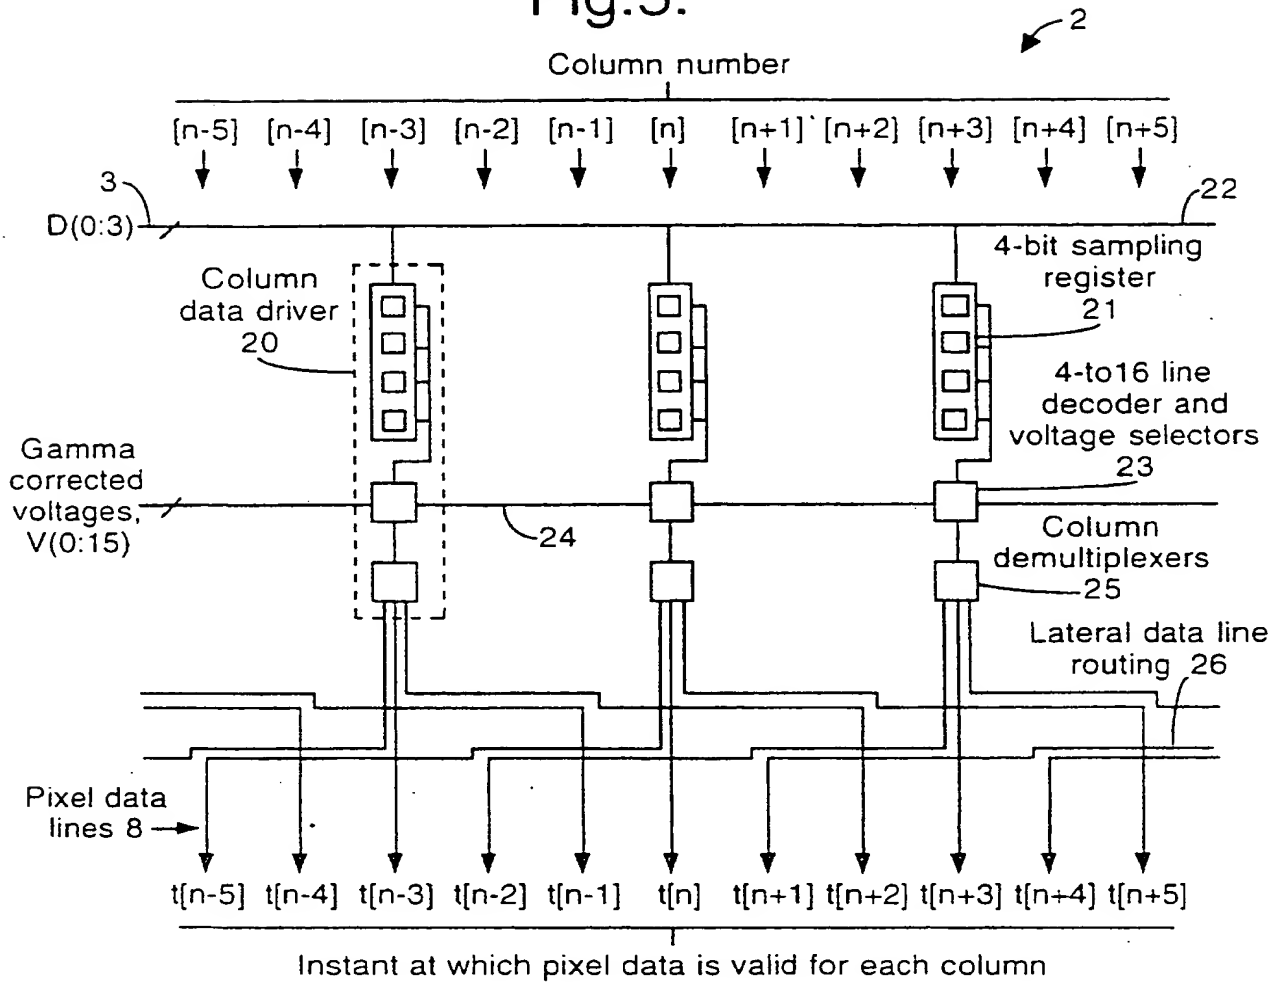 Fig.5.
2
Column number
[n-5] [n-4] [n-3] [n-2] [n-1] [n] [n+1] [n+2] [n+3] [n+4] [n+5]
3
22
D(0:3)
4-bit sampling
register
21
Column
data driver
20
4-to16 line
decoder and
voltage selectors
23
Gamma
corrected
voltages,
V(0:15)
24
Column
demultiplexers
25
Lateral data line
routing 26
Pixel data
lines 8
t[n-5] t[n-4] t[n-3] t[n-2] t[n-1] t[n] t[n+1] t[n+2] t[n+3] t[n+4] t[n+5]
Instant at which pixel data is valid for each column